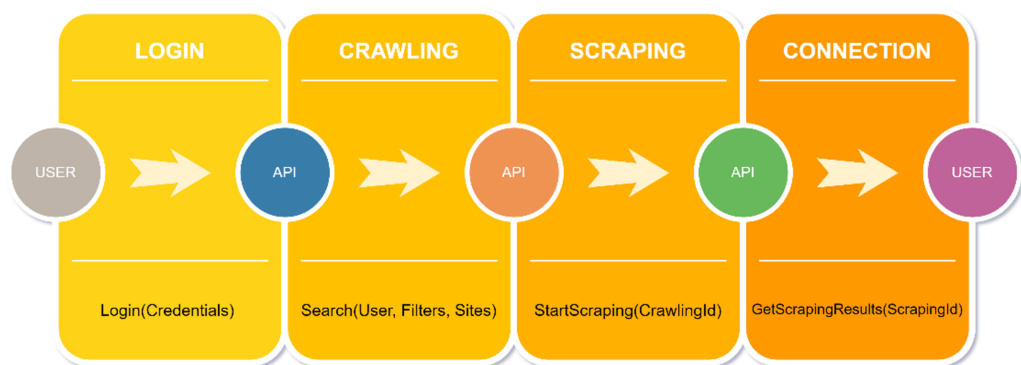 LOGIN
CRAWLING
SCRAPING
CONNECTION
USER
API
API
API
USER
Login(Credentials)
Search(User, Filters, Sites)
StartScraping(CrawlingId)
GetScrapingResults(ScrapingId)